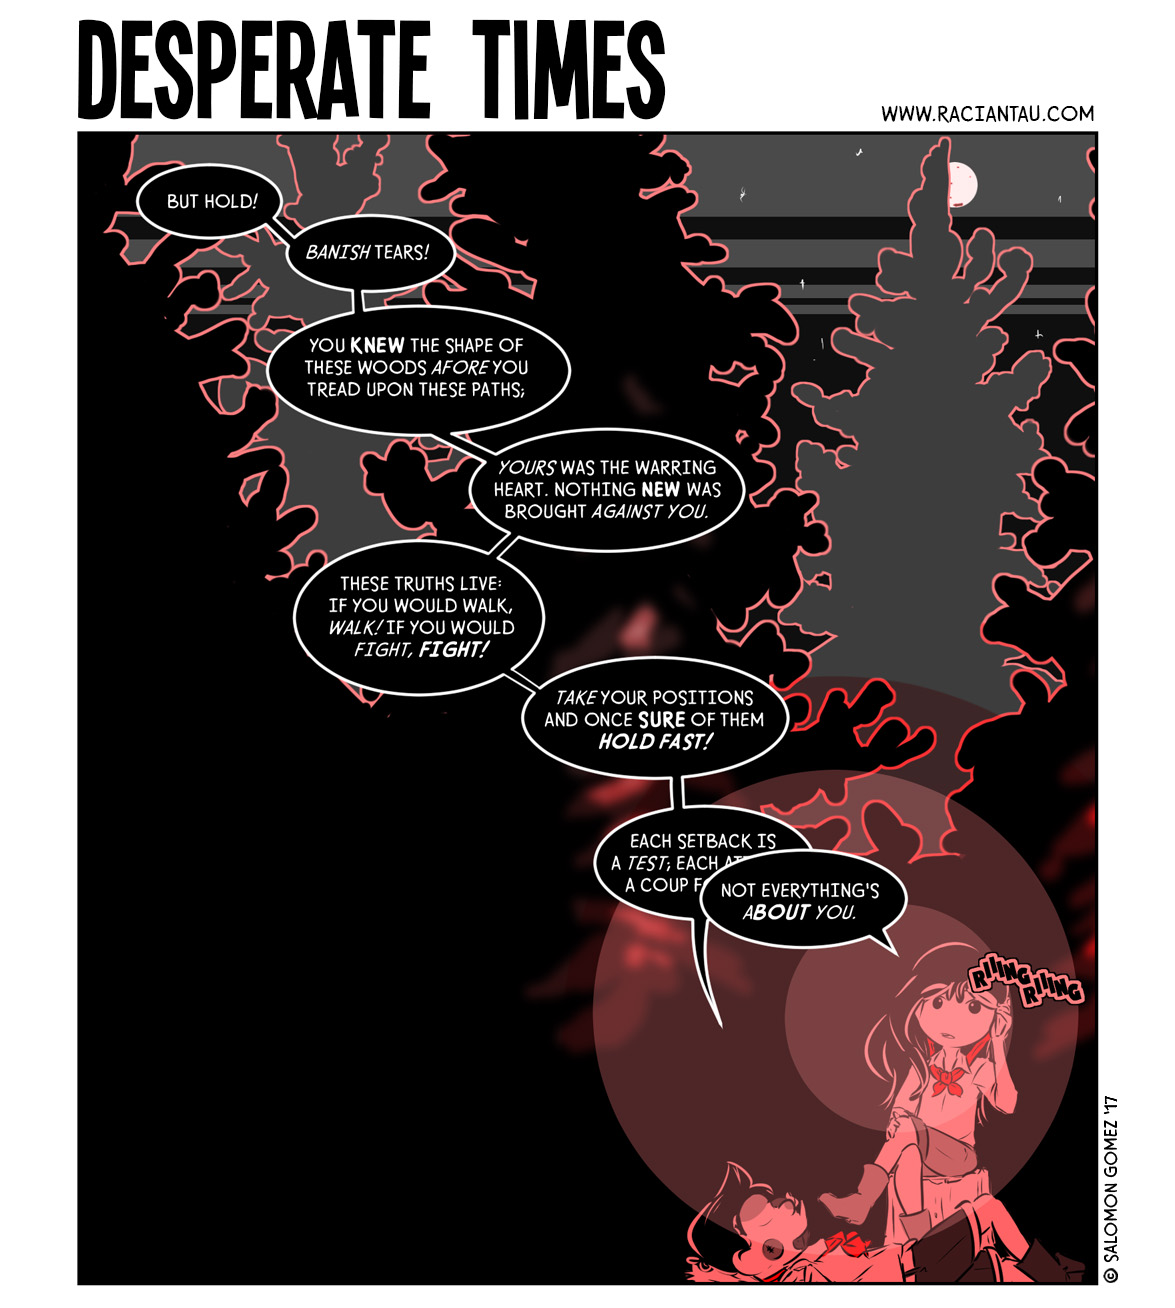 DESPERATE TIMES
WWW.RACIANTAU.COM
BUT HOLD!
BANISH TEARS!
YOU KNEW THE SHAPE OF
THESE WOODS AFORE YOU
TREAD UPON THESE PATHS;
YOURS WAS THE WARRING
HEART. NOTHING NEW WAS
BROUGHT AGAINST YOU.
THESE TRUTHS LIVE:
IF YOU WOULD WALK,
WALK! IF YOU WOULD
FIGHT, FIGHT!
TAKE YOUR POSITIONS
AND ONCE SURE OF THEM
HOLD FAST!
EACH SETBACK IS
A TEST; EACH
A COUP
NOT EVERYTHING'S
ABOUT YOU.
RIIING
RIIING
© SALOMON GOMEZ '17